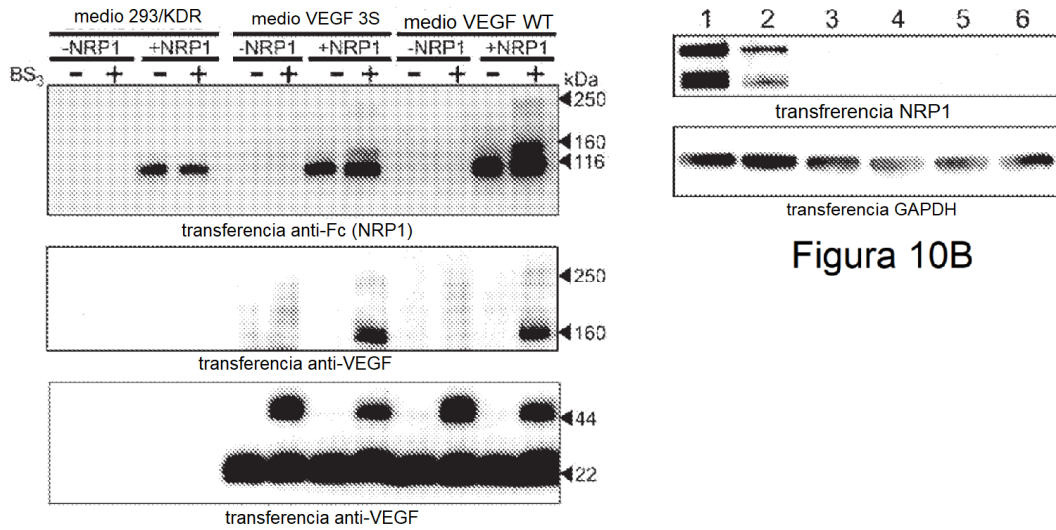 medio 293/KDR medio VEGF 3S medio VEGF WT
-NRP1 +NRP1 -NRP1 +NRP1 -NRP1 +NRP1
BS3 - + - + - + - + - + - + kDa
250
160
116
transferencia anti-Fc (NRP1)
250
160
transferencia anti-VEGF
44
22
transferencia anti-VEGF
1 2 3 4 5 6
transfrerencia NRP1
transferencia GAPDH
Figura 10B